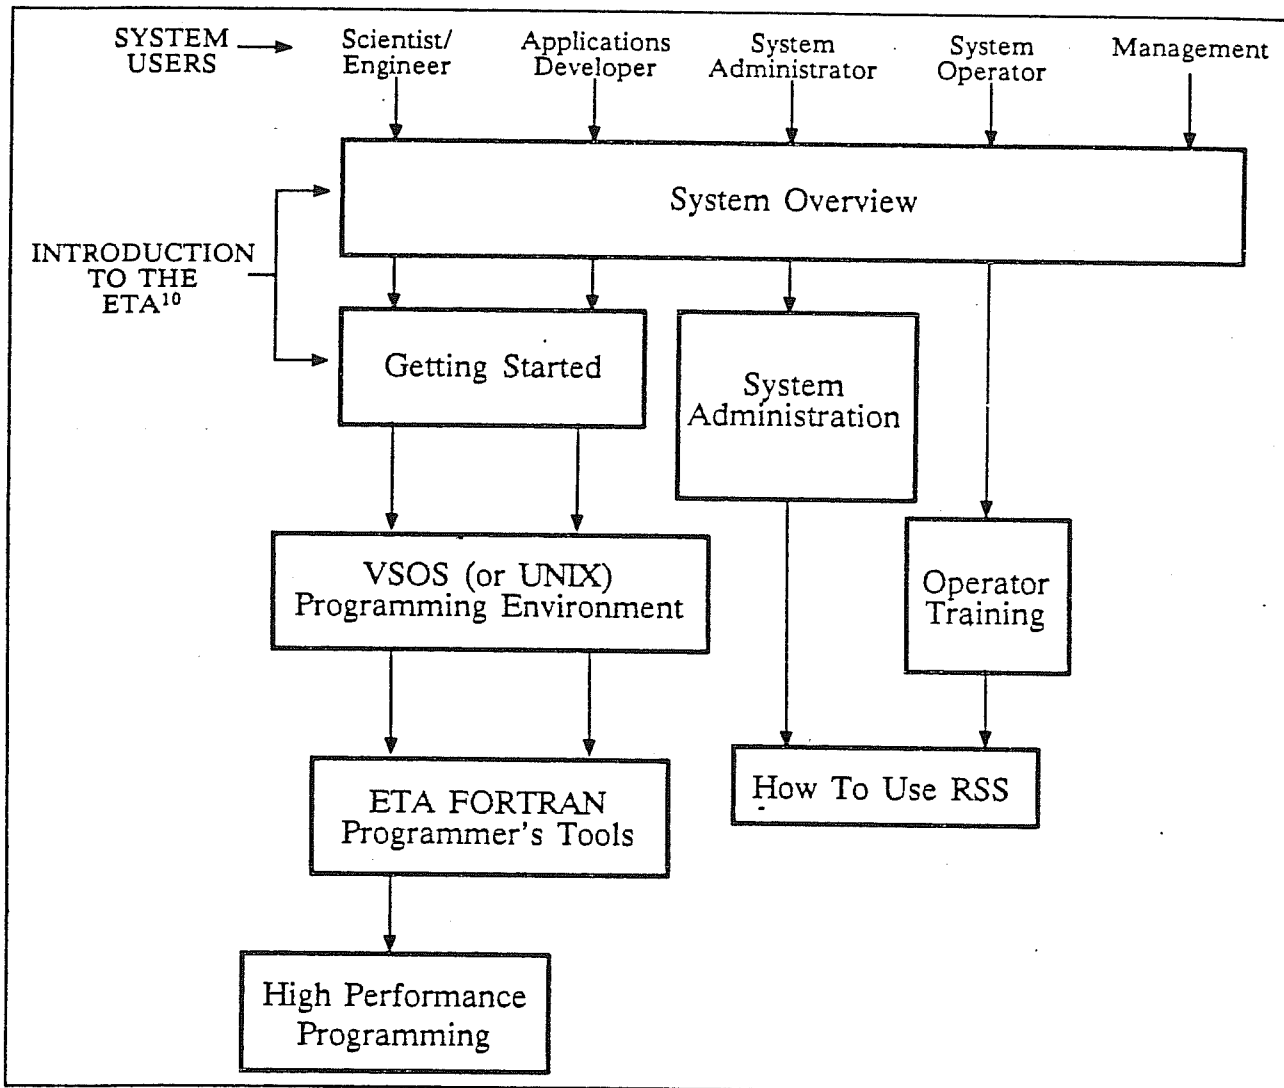 SYSTEM
USERS
Scientist/
Engineer
Applications
Developer
System
Administrator
System
Operator
Management
System Overview
INTRODUCTION
TO THE
ETA¹⁰
Getting Started
System
Administration
VSOS (or UNIX)
Programming Environment
Operator
Training
ETA FORTRAN
Programmer's Tools
How To Use RSS
High Performance
Programming